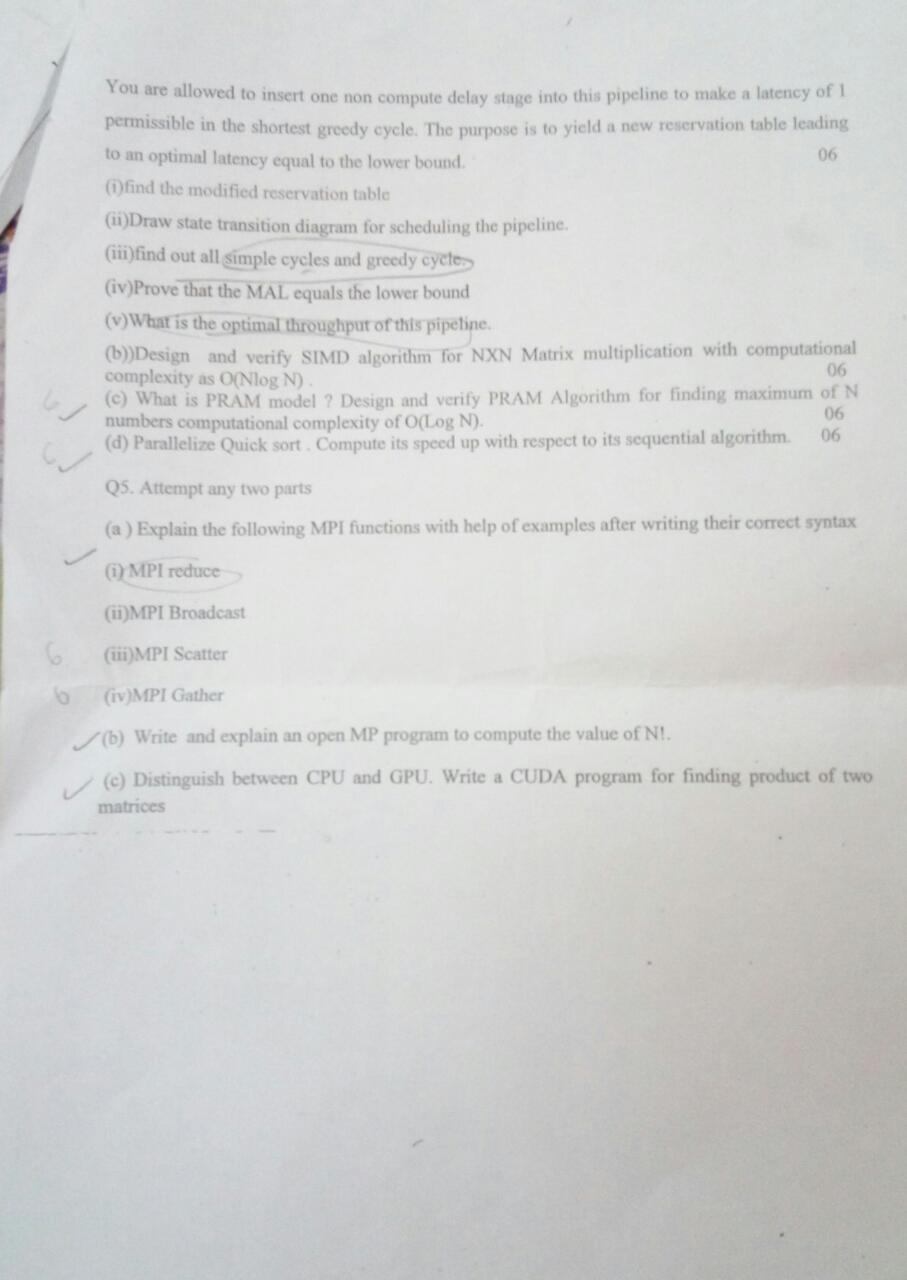 You are allowed to insert one non compute delay stage into this pipeline to make a latency of 1
permissible in the shortest greedy cycle. The purpose is to yield a new reservation table leading
to an optimal latency equal to the lower bound. 06
(i)find the modified reservation table
(ii)Draw state transition diagram for scheduling the pipeline.
(iii)find out all simple cycles and greedy cycle.
(iv)Prove that the MAL equals the lower bound
(v)What is the optimal throughput of this pipeline.
(b))Design and verify SIMD algorithm for NXN Matrix multiplication with computational
complexity as O(Nlog N) . 06
(c) What is PRAM model ? Design and verify PRAM Algorithm for finding maximum of N
numbers computational complexity of O(Log N). 06
(d) Parallelize Quick sort . Compute its speed up with respect to its sequential algorithm. 06
Q5. Attempt any two parts
(a ) Explain the following MPI functions with help of examples after writing their correct syntax
(i) MPI reduce
(ii)MPI Broadcast
6 (iii)MPI Scatter
6 (iv)MPI Gather
(b) Write and explain an open MP program to compute the value of N!.
(c) Distinguish between CPU and GPU. Write a CUDA program for finding product of two
matrices